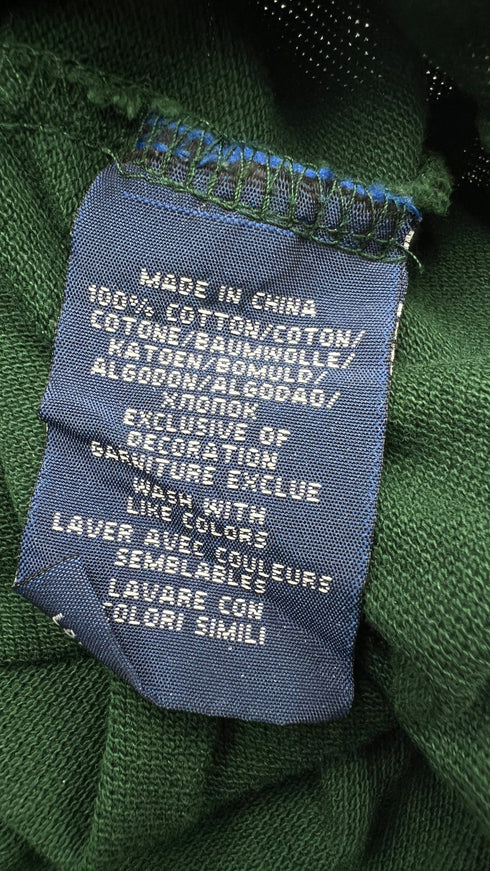 MADE IN CHINA
100% COTTON/COTON/
COTONE/BAUMWOLLE/
KATOEN/BOMULD/
ALGODON/ALGODAO/
ХЛОПОК
EXCLUSIVE OF
DECORATION
GARNITURE EXCLUE
WASH WITH
LIKE COLORS
LAVER AVEC COULEURS
SEMBLABLES
LAVARE CON
COLORI SIMILI